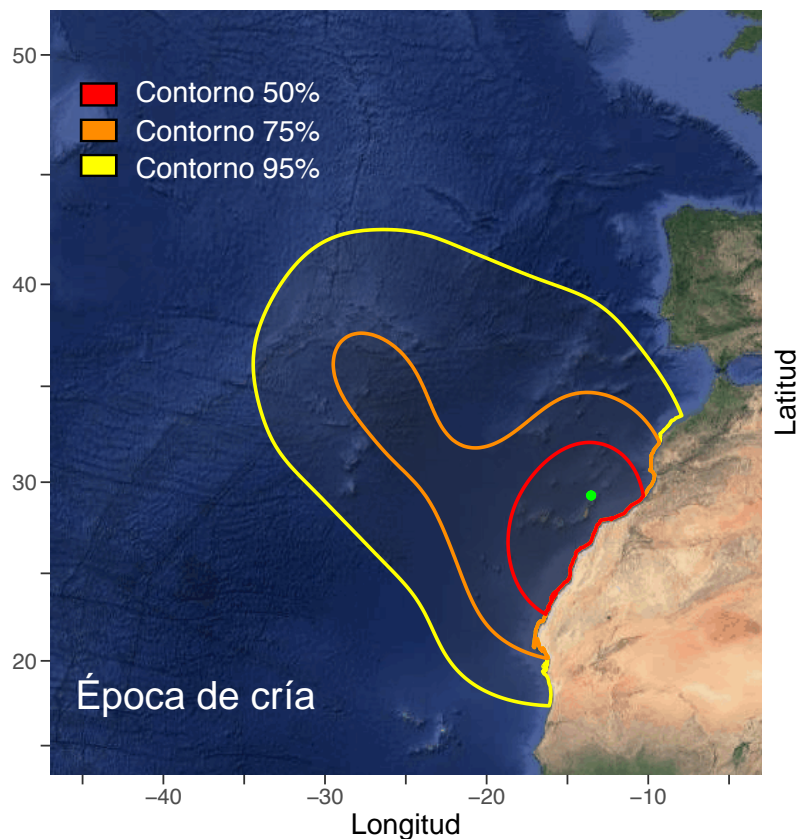 50
Contorno 50%
Contorno 75%
Contorno 95%
40
Latitud
30
20
Época de cría
−40
−30
−20
−10
Longitud